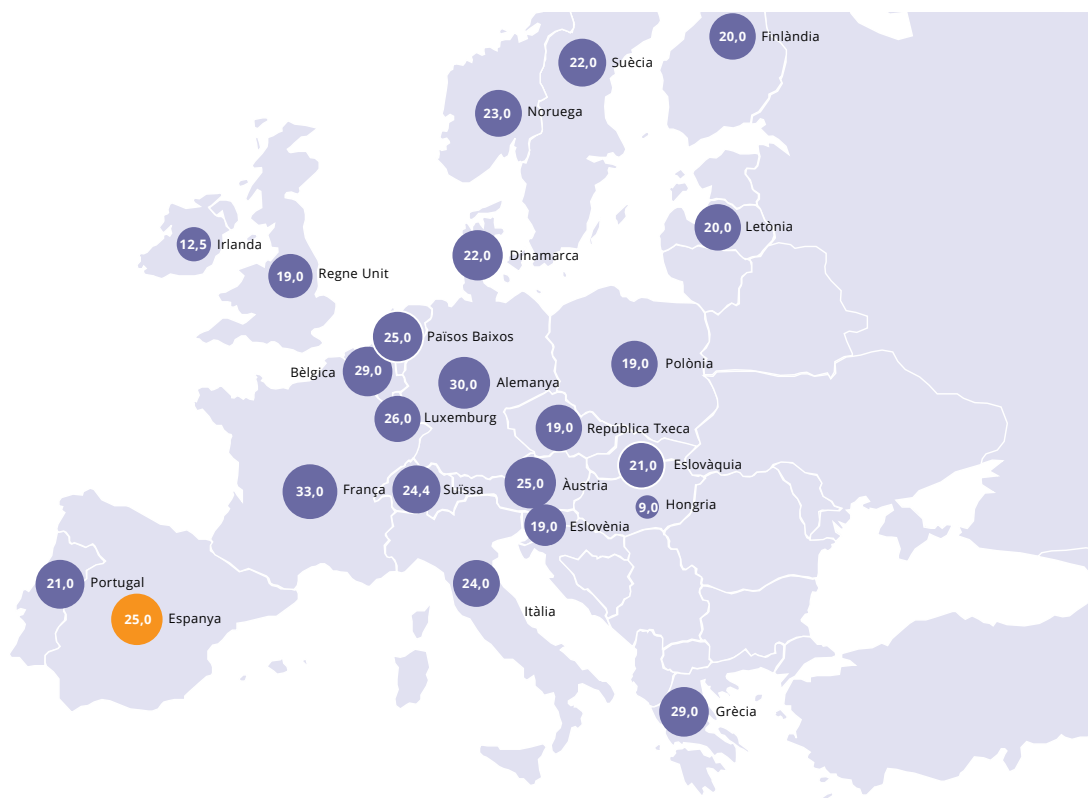 20,0 Finlàndia
22,0 Suècia
23,0 Noruega
20,0 Letònia
12,5 Irlanda
22,0 Dinamarca
19,0 Regne Unit
25,0 Països Baixos
Bèlgica 29,0
19,0 Polònia
30,0 Alemanya
26,0 Luxemburg
19,0 República Txeca
21,0 Eslovàquia
33,0 França
24,4 Suïssa
25,0 Àustria
9,0 Hongria
19,0 Eslovènia
21,0 Portugal
24,0
Itàlia
25,0 Espanya
29,0 Grècia